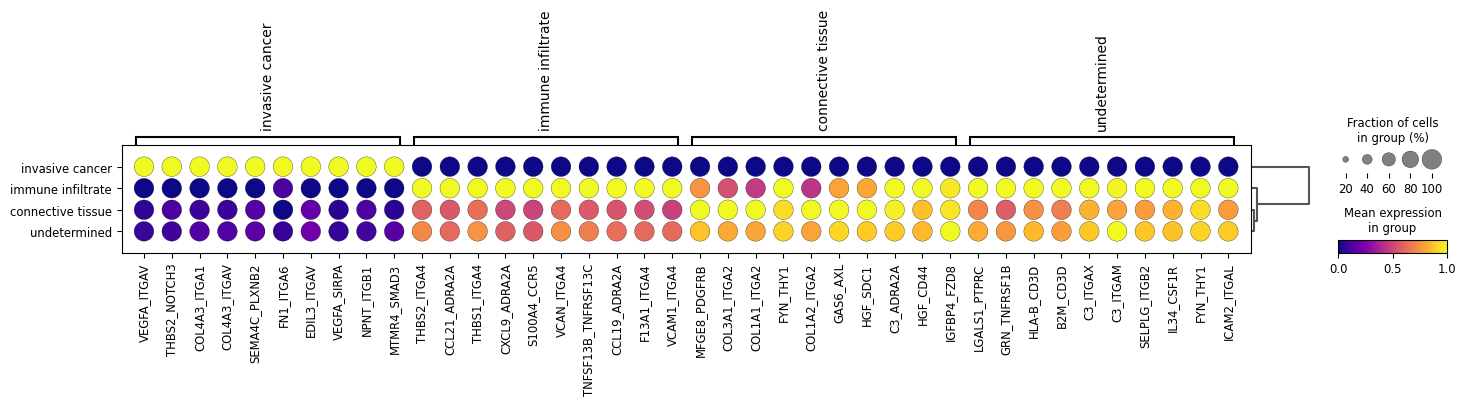 invasive cancer
immune infiltrate
connective tissue
undetermined
invasive cancer
immune infiltrate
connective tissue
undetermined
VEGFA_ITGAV
THBS2_NOTCH3
COL4A3_ITGA1
COL4A3_ITGAV
SEMA4C_PLXNB2
FN1_ITGA6
EDIL3_ITGAV
VEGFA_SIRPA
NPNT_ITGB1
MTMR4_SMAD3
THBS2_ITGA4
CCL21_ADRA2A
THBS1_ITGA4
CXCL9_ADRA2A
S100A4_CCR5
VCAN_ITGA4
TNFSF13B_TNFRSF13C
CCL19_ADRA2A
F13A1_ITGA4
VCAM1_ITGA4
MFGE8_PDGFRB
COL3A1_ITGA2
COL1A1_ITGA2
FYN_THY1
COL1A2_ITGA2
GAS6_AXL
HGF_SDC1
C3_ADRA2A
HGF_CD44
IGFBP4_FZD8
LGALS1_PTPRC
GRN_TNFRSF1B
HLA-B_CD3D
B2M_CD3D
C3_ITGAX
C3_ITGAM
SELPLG_ITGB2
IL34_CSF1R
FYN_THY1
ICAM2_ITGAL
Fraction of cells
in group (%)
20 40 60 80 100
Mean expression
in group
0.0 0.5 1.0